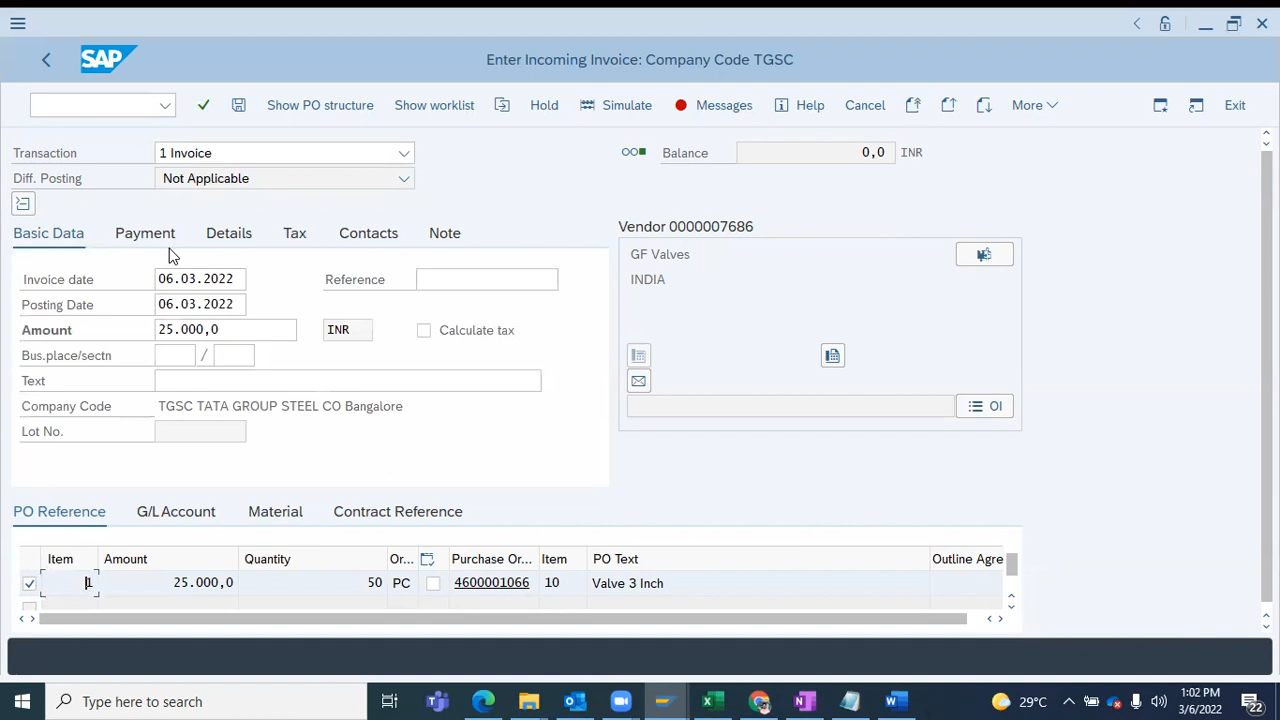 SAP
Enter Incoming Invoice: Company Code TGSC
Show PO structure Show worklist Hold Simulate Messages Help Cancel More Exit
Transaction 1 Invoice Balance 0,0 INR
Diff. Posting Not Applicable
Basic Data Payment Details Tax Contacts Note
Vendor 0000007686
Invoice date 06.03.2022 Reference
GF Valves
INDIA
Posting Date 06.03.2022
Amount 25.000,0 INR Calculate tax
Bus.place/sectn /
Text
Company Code TGSC TATA GROUP STEEL CO Bangalore
OI
Lot No.
PO Reference G/L Account Material Contract Reference
Item Amount Quantity Or... Purchase Or... Item PO Text Outline Agre
1 25.000,0 50 PC 4600001066 10 Valve 3 Inch
Type here to search
29°C
1:02 PM
3/6/2022
22